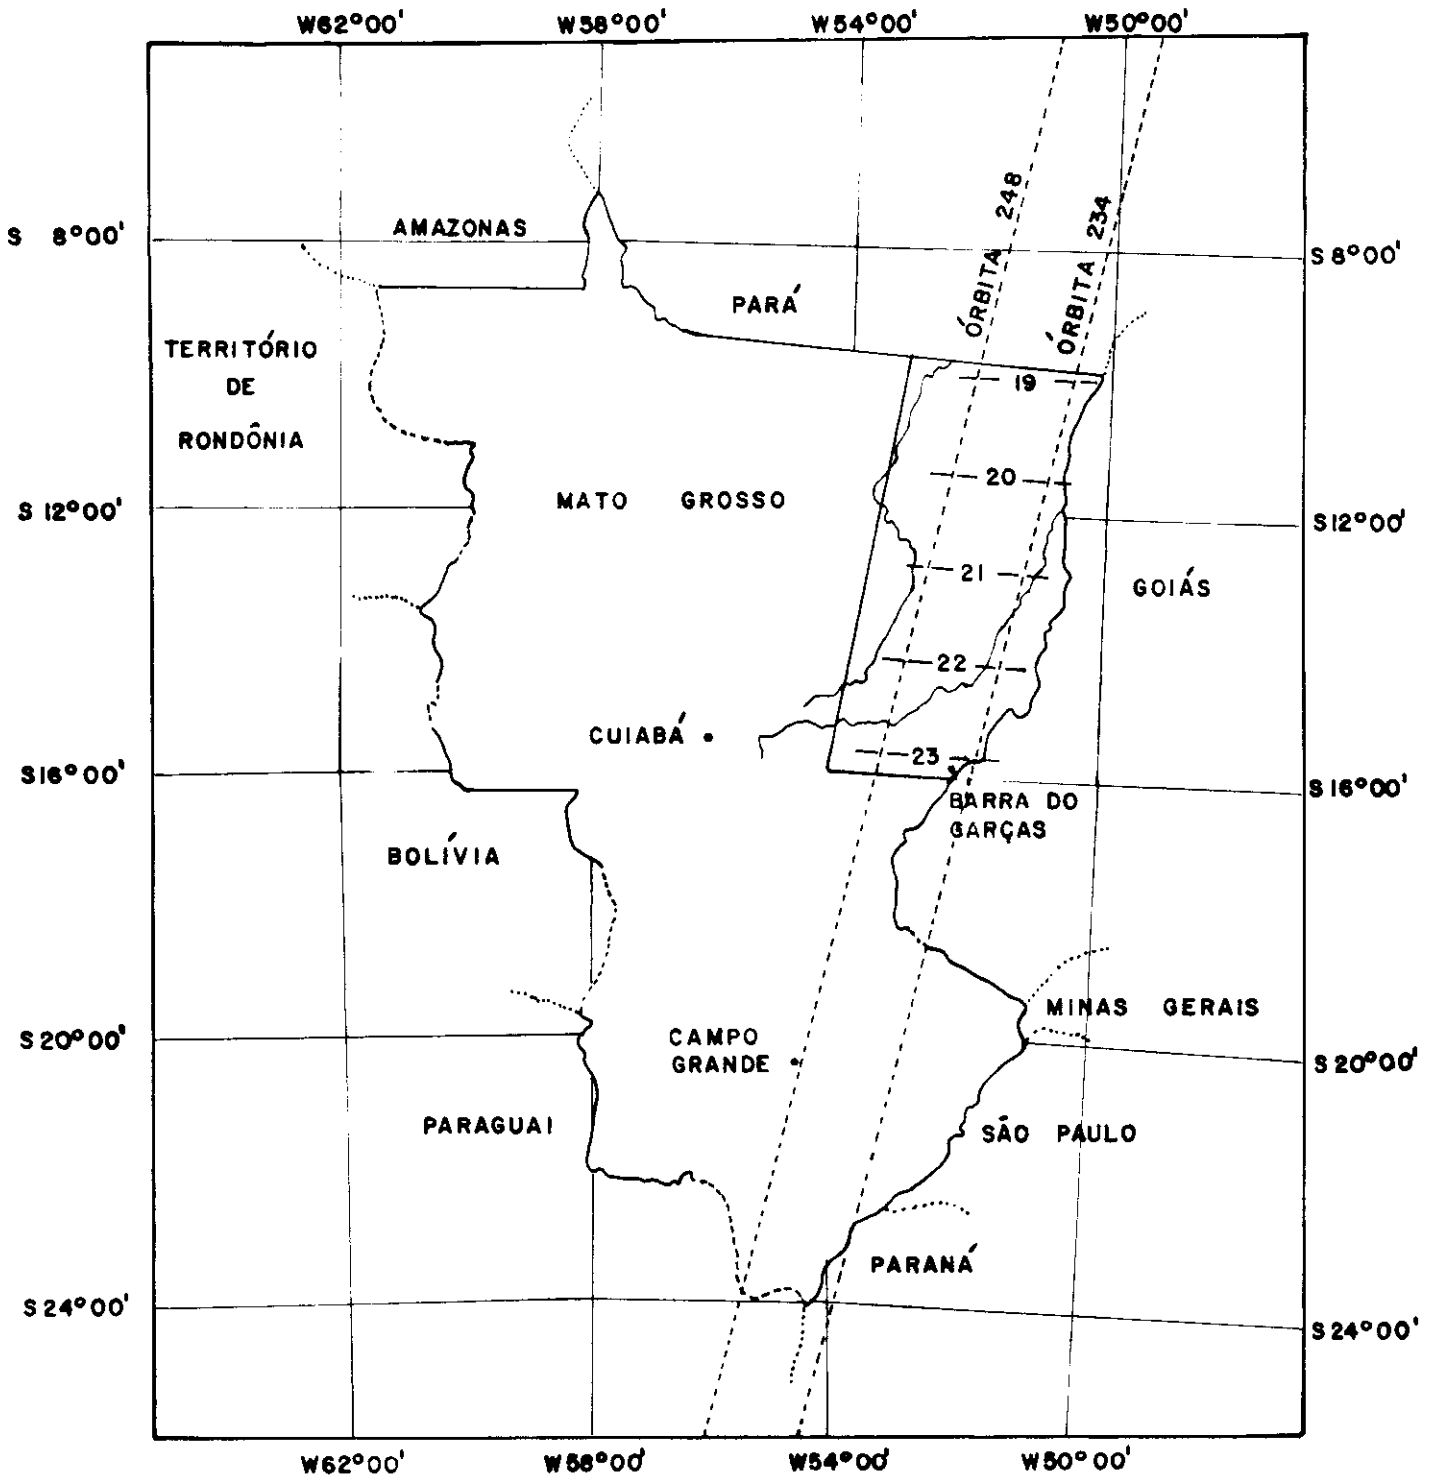 W62°00' W58°00' W54°00' W50°00'
ÓRBITA 248
ÓRBITA 234
AMAZONAS
S 8°00'
S 8°00'
PARÁ
TERRITÓRIO
DE
RONDÔNIA
19
20
MATO GROSSO
S 12°00'
S 12°00'
21
GOIÁS
22
CUIABÁ
23
S 16°00'
S 16°00'
BARRA DO
GARÇAS
BOLÍVIA
MINAS GERAIS
CAMPO
GRANDE
S 20°00'
S 20°00'
PARAGUAI
SÃO PAULO
PARANÁ
S 24°00'
S 24°00'
W62°00' W58°00' W54°00' W50°00'